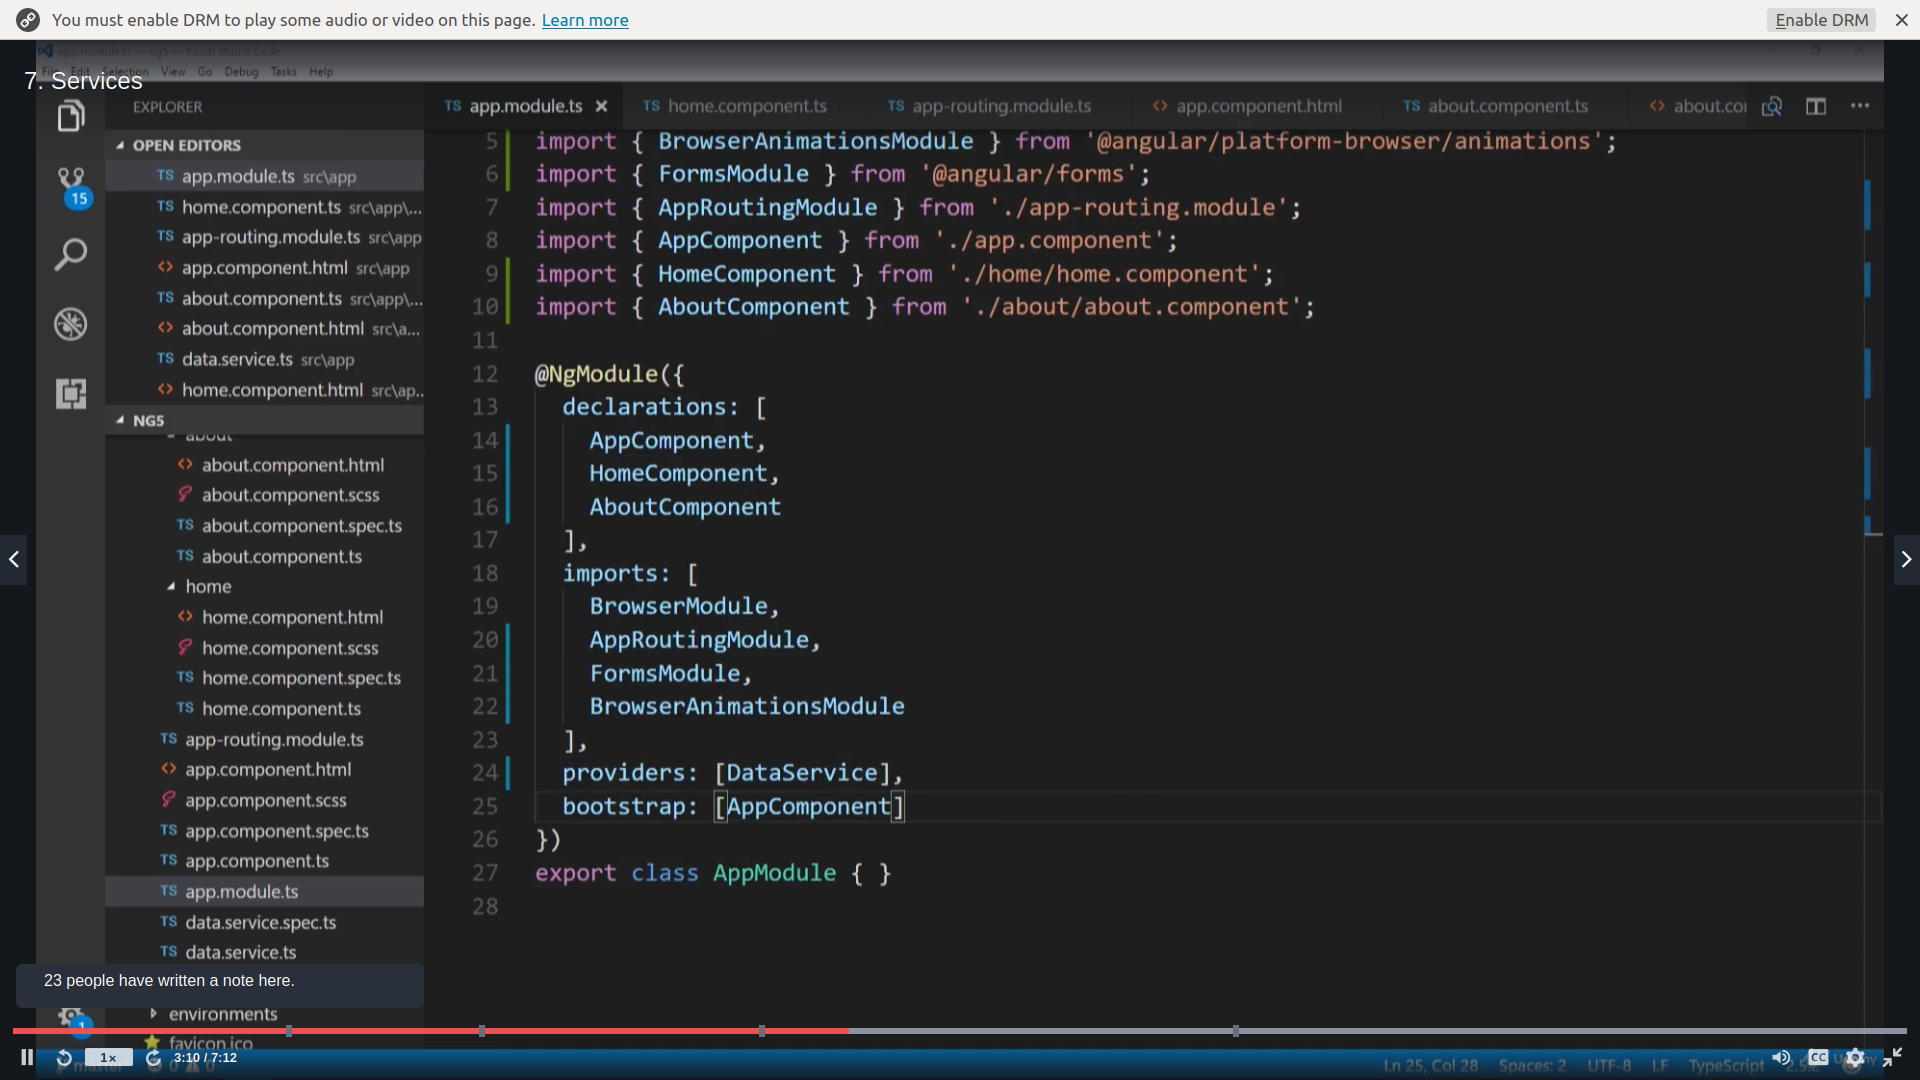 You must enable DRM to play some audio or video on this page. Learn more
Enable DRM
app.module.ts — ng5 — Visual Studio Code
File Edit Selection View Go Debug Tasks Help
7. Services
EXPLORER
OPEN EDITORS
TS app.module.ts src\app
TS home.component.ts src\app\...
TS app-routing.module.ts src\app
<> app.component.html src\app
TS about.component.ts src\app\...
<> about.component.html src\a...
TS data.service.ts src\app
<> home.component.html src\ap...
15
NG5
about
<> about.component.html
about.component.scss
TS about.component.spec.ts
TS about.component.ts
home
<> home.component.html
home.component.scss
TS home.component.spec.ts
TS home.component.ts
TS app-routing.module.ts
<> app.component.html
app.component.scss
TS app.component.spec.ts
TS app.component.ts
TS app.module.ts
TS data.service.spec.ts
TS data.service.ts
23 people have written a note here.
environments
favicon.ico
1
TS app.module.ts
TS home.component.ts
TS app-routing.module.ts
<> app.component.html
TS about.component.ts
<> about.co
5 import { BrowserAnimationsModule } from '@angular/platform-browser/animations';
6 import { FormsModule } from '@angular/forms';
7 import { AppRoutingModule } from './app-routing.module';
8 import { AppComponent } from './app.component';
9 import { HomeComponent } from './home/home.component';
10 import { AboutComponent } from './about/about.component';
11
12 @NgModule({
13 declarations: [
14 AppComponent,
15 HomeComponent,
16 AboutComponent
17 ],
18 imports: [
19 BrowserModule,
20 AppRoutingModule,
21 FormsModule,
22 BrowserAnimationsModule
23 ],
24 providers: [DataService],
25 bootstrap: [AppComponent]
26 })
27 export class AppModule { }
28
1× 3:10 / 7:12
master 0 0
Ln 25, Col 28 Spaces: 2 UTF-8 LF TypeScript
CC